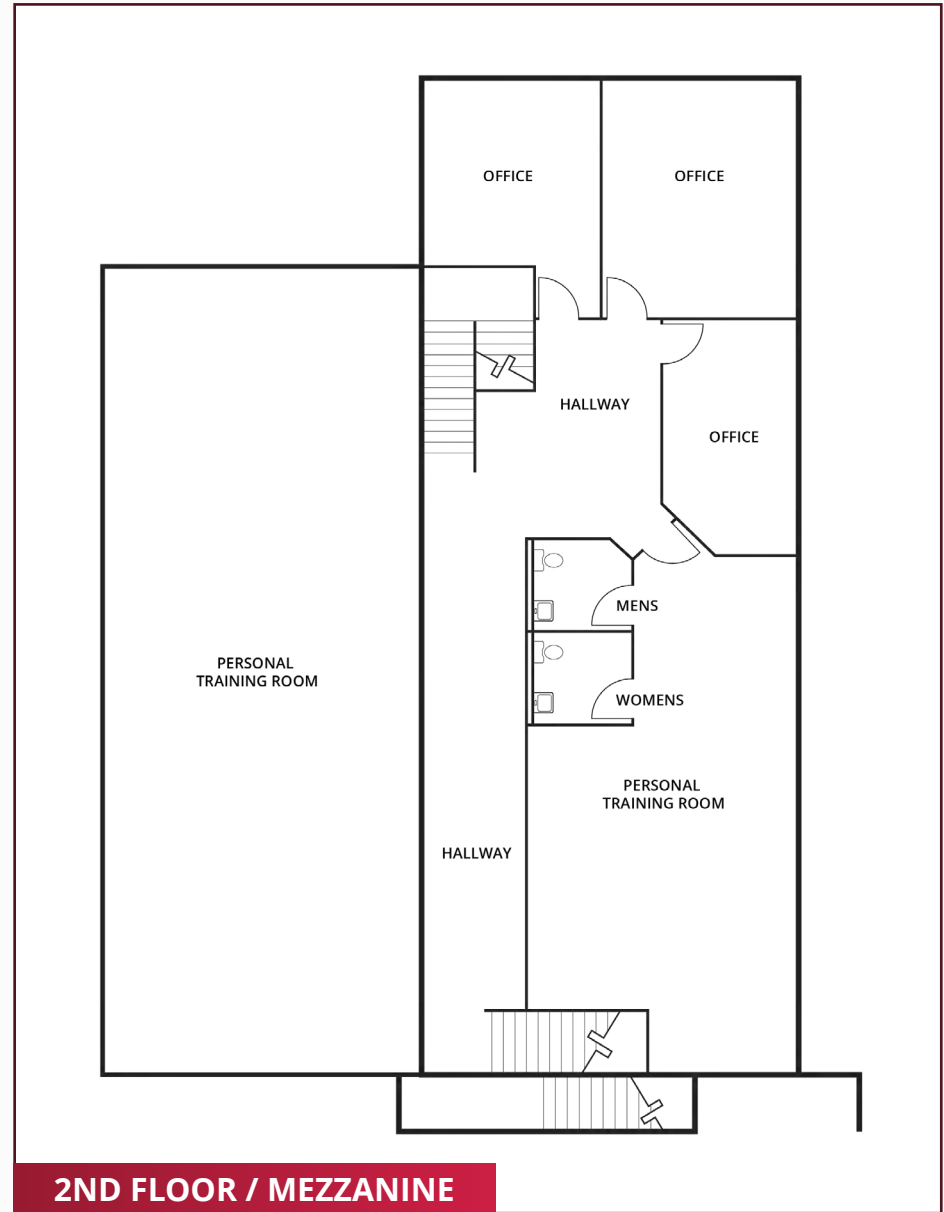 OFFICE
OFFICE
HALLWAY
OFFICE
MENS
PERSONAL
TRAINING ROOM
WOMENS
PERSONAL
TRAINING ROOM
HALLWAY
2ND FLOOR / MEZZANINE